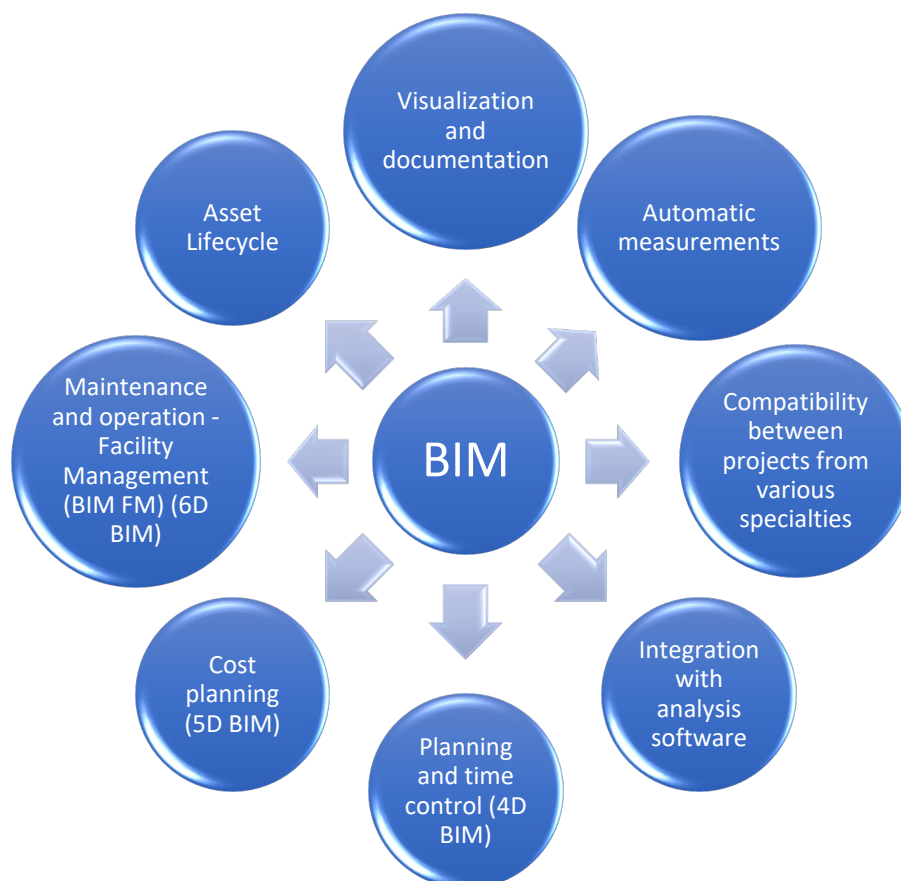 Visualization
and
documentation
Automatic
measurements
Compatibility
between
projects from
various
specialties
Integration
with
analysis
software
Planning
and time
control (4D
BIM)
Cost
planning
(5D BIM)
Maintenance
and operation -
Facility
Management
(BIM FM) (6D
BIM)
Asset
Lifecycle
BIM